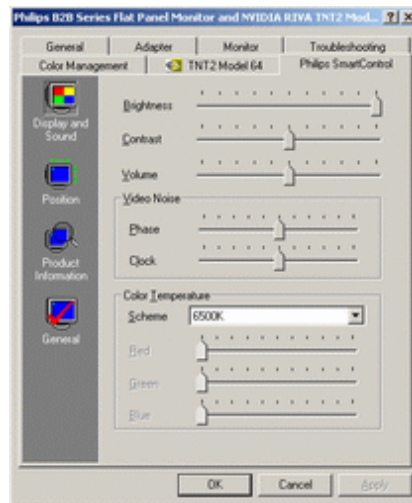 Philips B2B Series Flat Panel Monitor and NVIDIA RIVA TNT2 Mod...
General Adapter Monitor Troubleshooting
Color Management TNT2 Model 64 Philips SmartControl
Display and
Sound
Position
Product
Information
General
Brightness
Contrast
Volume
Video Noise
Phase
Clock
Color Temperature
Scheme 6500K
Red
Green
Blue
OK Cancel Apply